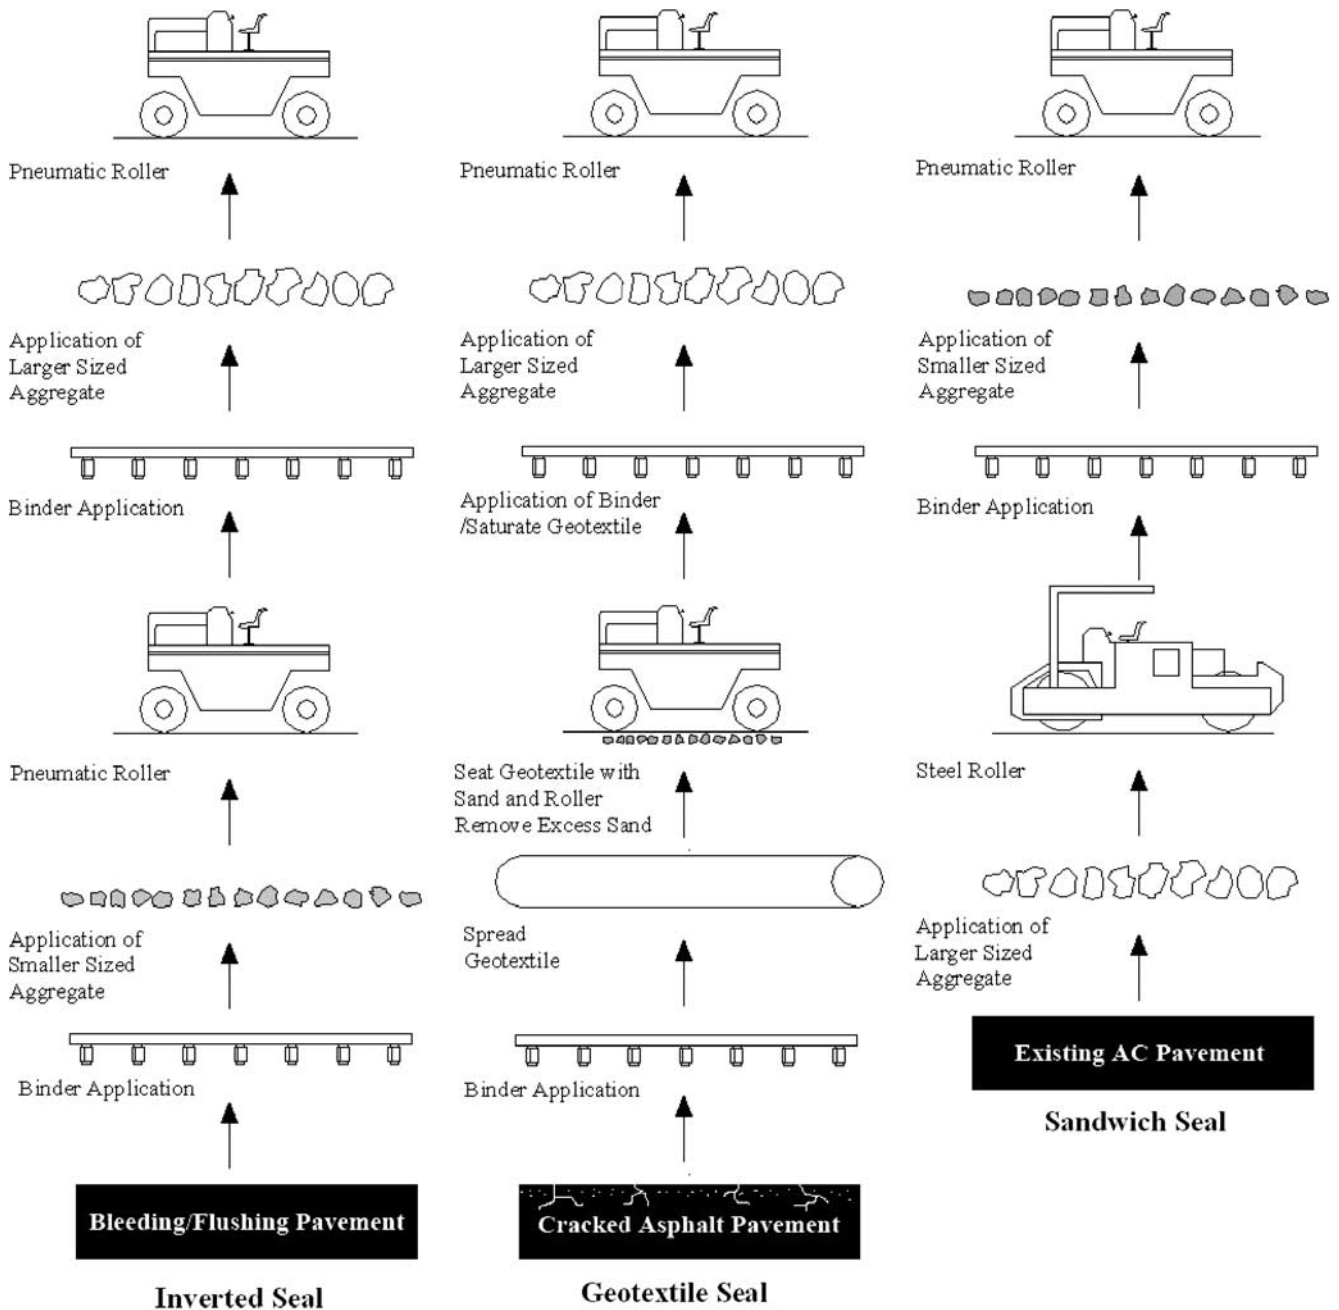 Pneumatic Roller
Application of
Larger Sized
Aggregate
Binder Application
Pneumatic Roller
Application of
Smaller Sized
Aggregate
Binder Application
Bleeding/Flushing Pavement
Inverted Seal
Pneumatic Roller
Application of
Larger Sized
Aggregate
Application of Binder
/Saturate Geotextile
Seat Geotextile with
Sand and Roller
Remove Excess Sand
Spread
Geotextile
Binder Application
Cracked Asphalt Pavement
Geotextile Seal
Pneumatic Roller
Application of
Smaller Sized
Aggregate
Binder Application
Steel Roller
Application of
Larger Sized
Aggregate
Existing AC Pavement
Sandwich Seal